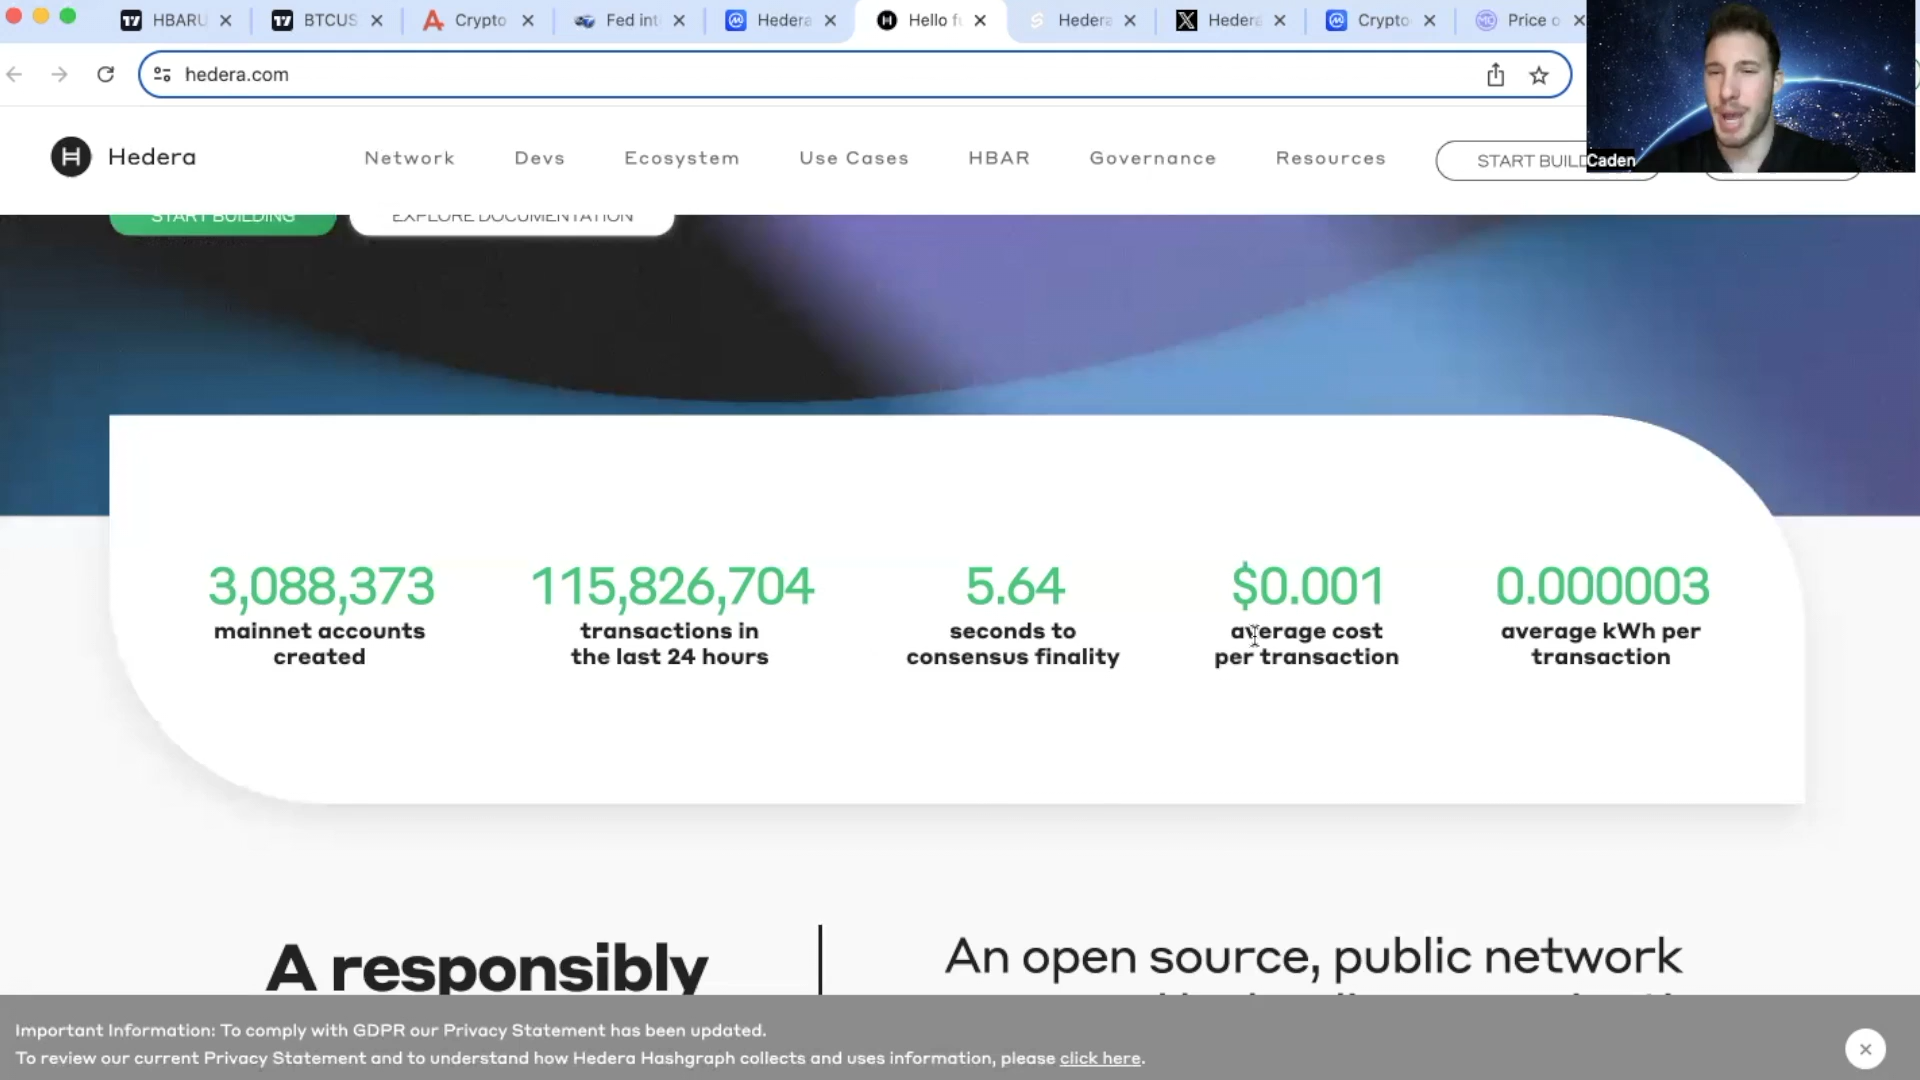 HBARU
BTCUS
Crypto
Fed int
Hedera
Hello fu
Hedera
Hedera
Crypto
Price o
hedera.com
Hedera
Network
Devs
Ecosystem
Use Cases
HBAR
Governance
Resources
START BUILD
Caden
START BUILDING
EXPLORE DOCUMENTATION
3,088,373
mainnet accounts
created
115,826,704
transactions in
the last 24 hours
5.64
seconds to
consensus finality
$0.001
average cost
per transaction
0.000003
average kWh per
transaction
A responsibly
An open source, public network
Important Information: To comply with GDPR our Privacy Statement has been updated.
To review our current Privacy Statement and to understand how Hedera Hashgraph collects and uses information, please click here.